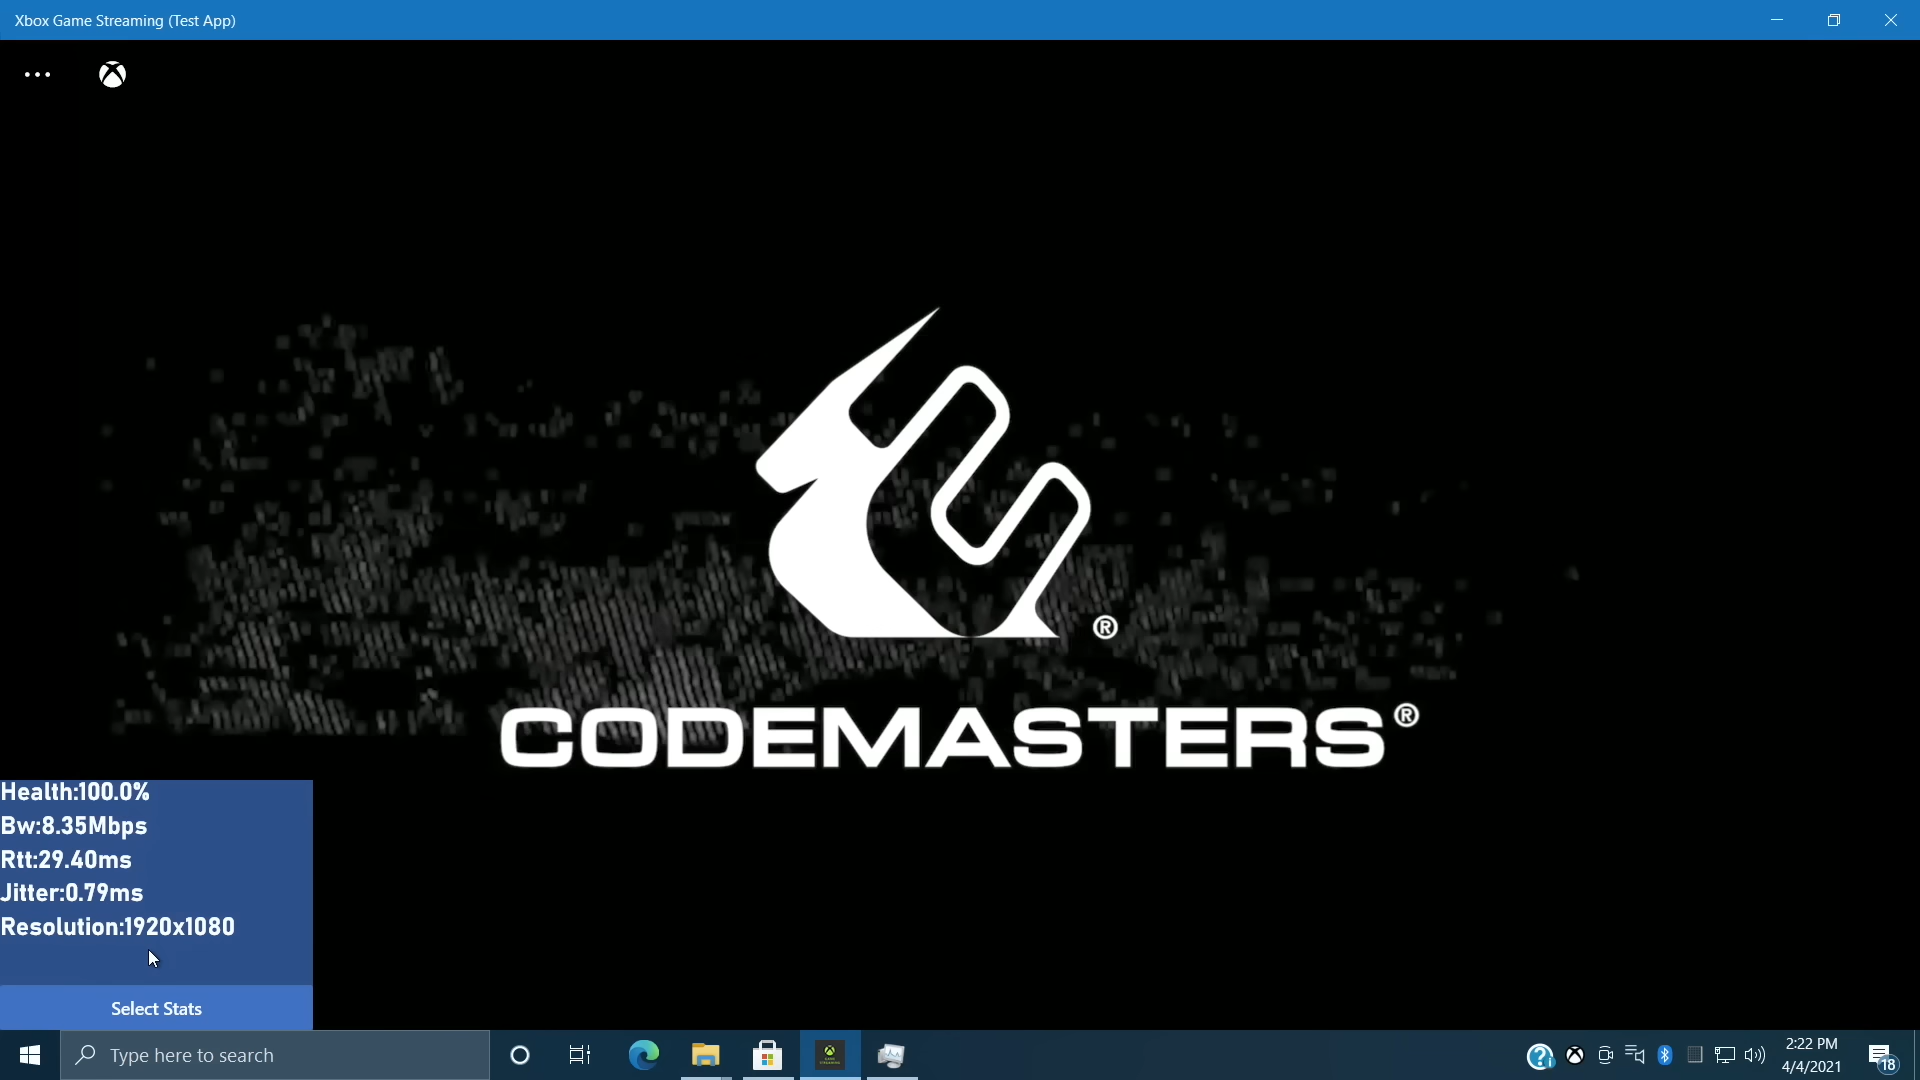 Xbox Game Streaming (Test App)
®
CODEMASTERS®
Health:100.0%
Bw:8.35Mbps
Rtt:29.40ms
Jitter:0.79ms
Resolution:1920x1080
Select Stats
Type here to search
2:22 PM
4/4/2021
18